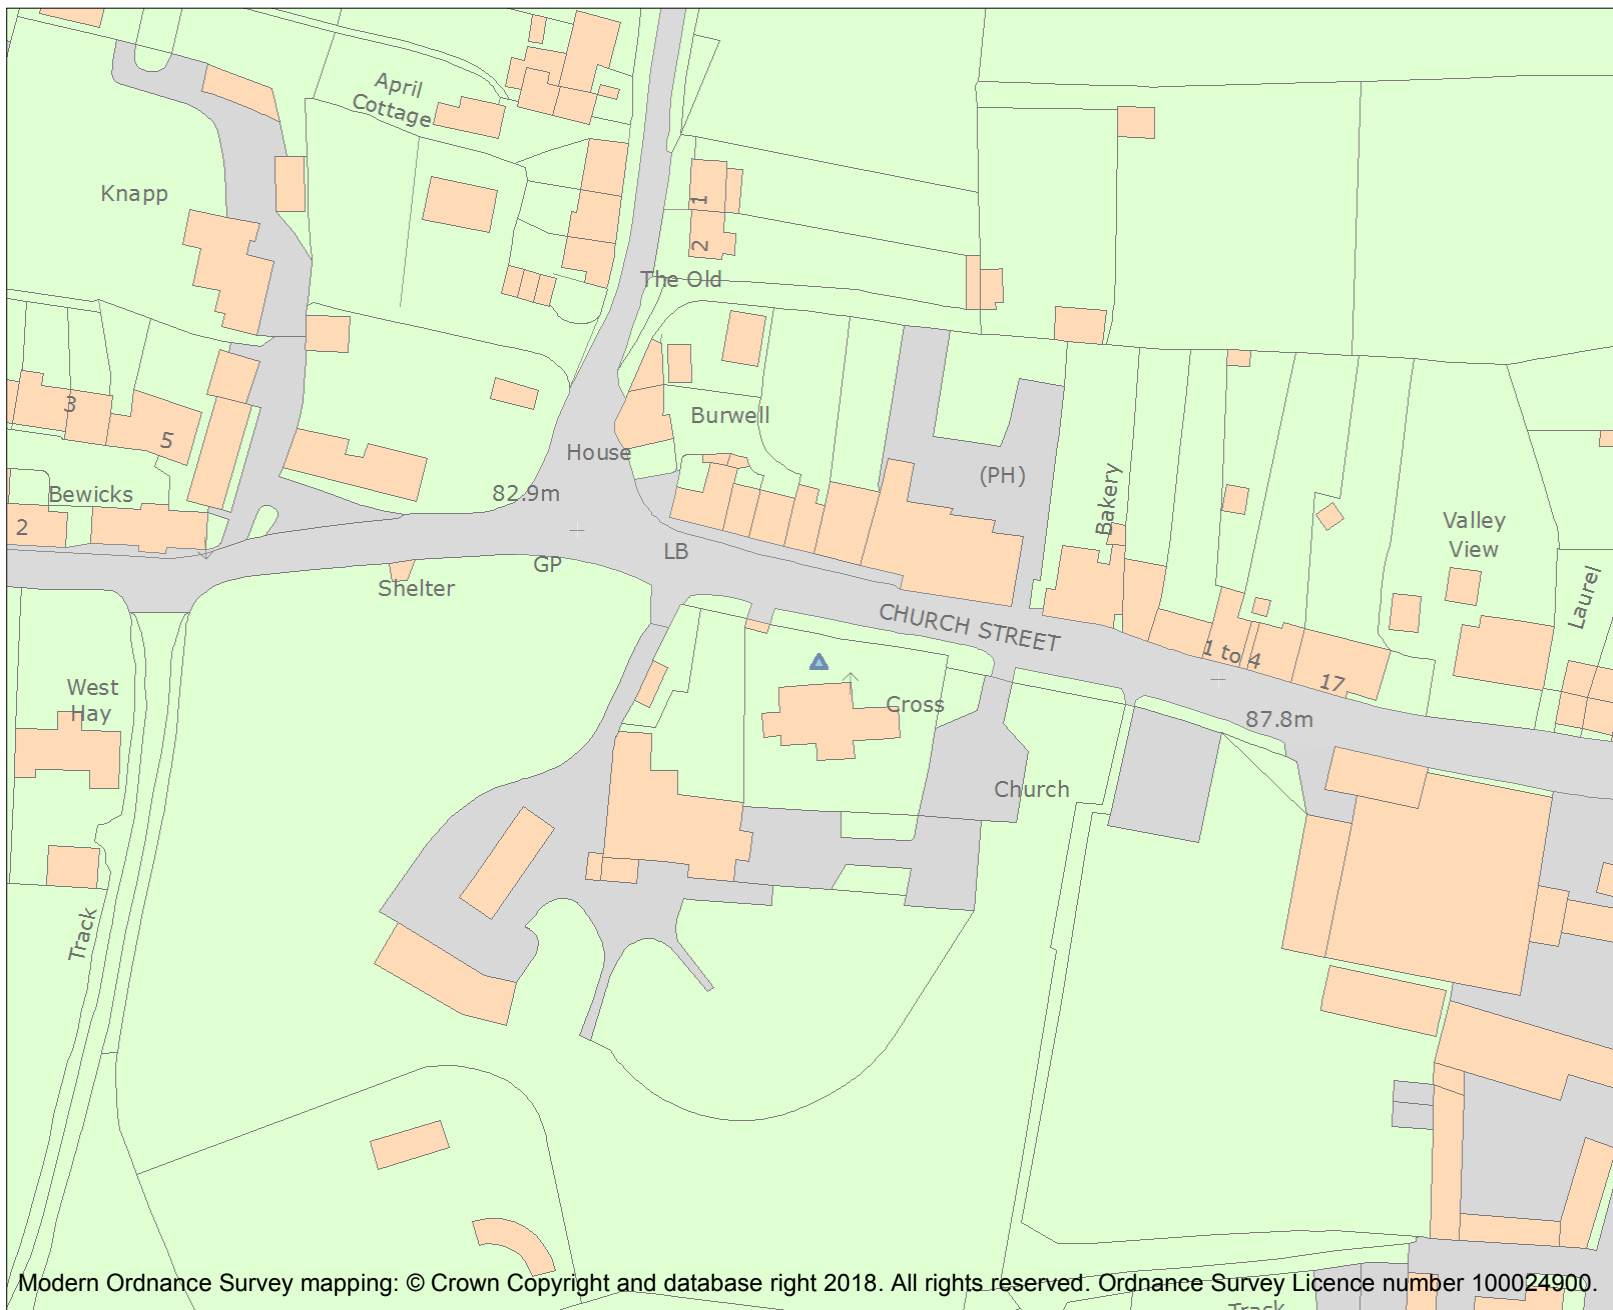 April
Cottage
Knapp
1
2
The Old
3
5
Burwell
House
(PH)
Bakery
82.9m
Bewicks
2
LB
GP
Shelter
CHURCH STREET
Valley
View
Laurel
1 to 4
17
West
Hay
Cross
87.8m
Church
Track
Modern Ordnance Survey mapping: © Crown Copyright and database right 2018. All rights reserved. Ordnance Survey Licence number 100024900.
Track